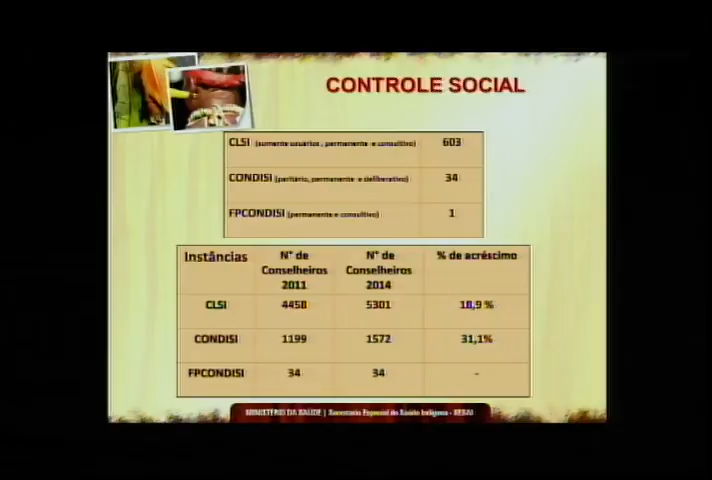 CONTROLE SOCIAL
CLSI (somente usuários, permanente e consultivo) 603
CONDISI (paritário, permanente e deliberativo) 34
FPCONDISI (permanente e consultivo) 1
Instâncias N° de Conselheiros 2011 N° de Conselheiros 2014 % de acréscimo
CLSI 4458 5301 18,9 %
CONDISI 1199 1572 31,1%
FPCONDISI 34 34 -
MINISTÉRIO DA SAÚDE | Secretaria Especial de Saúde Indígena - SESAI